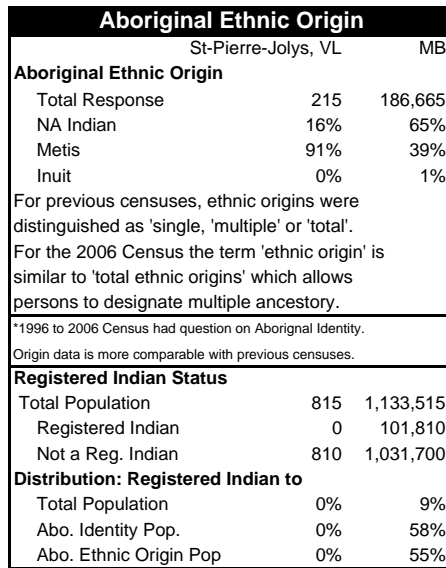 Aboriginal Ethnic Origin
St-Pierre-Jolys, VL MB
Aboriginal Ethnic Origin
Total Response 215 186,665
NA Indian 16% 65%
Metis 91% 39%
Inuit 0% 1%
For previous censuses, ethnic origins were
distinguished as 'single, 'multiple' or 'total'.
For the 2006 Census the term 'ethnic origin' is
similar to 'total ethnic origins' which allows
persons to designate multiple ancestory.
*1996 to 2006 Census had question on Aborignal Identity.
Origin data is more comparable with previous censuses.
Registered Indian Status
Total Population 815 1,133,515
Registered Indian 0 101,810
Not a Reg. Indian 810 1,031,700
Distribution: Registered Indian to
Total Population 0% 9%
Abo. Identity Pop. 0% 58%
Abo. Ethnic Origin Pop 0% 55%